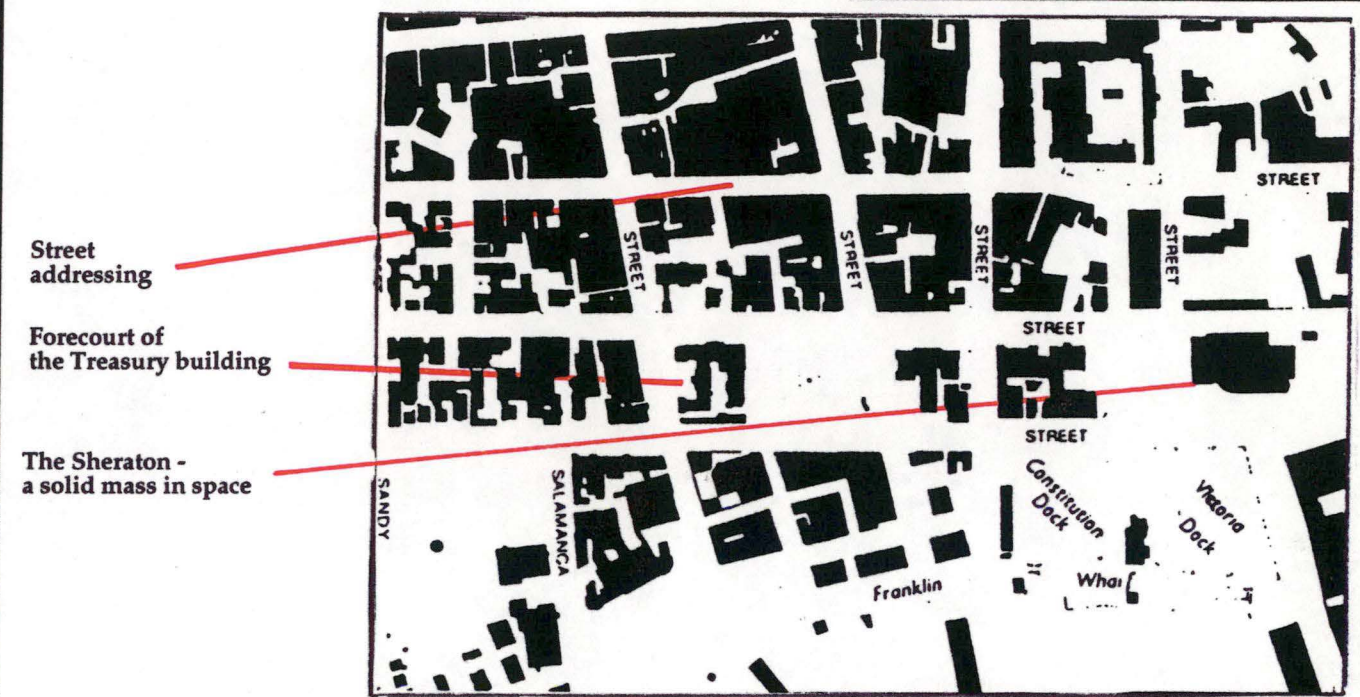 Street
addressing
Forecourt of
the Treasury building
The Sheraton -
a solid mass in space
STREET
STREET
STREET
STREET
STREET
STREET
STREET
SANDY
SALAMANCA
Constitution
Dock
Victoria
Dock
Franklin